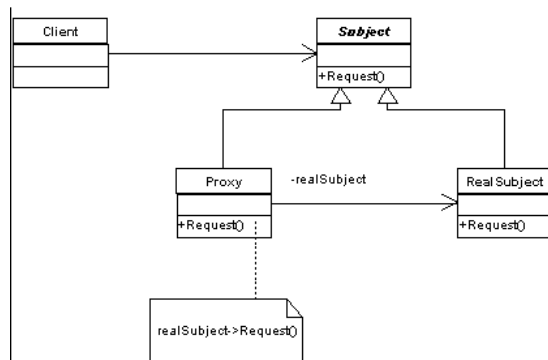 Client
Subject
+Request()
Proxy
-realSubject
RealSubject
+Request()
+Request()
realSubject->Request()